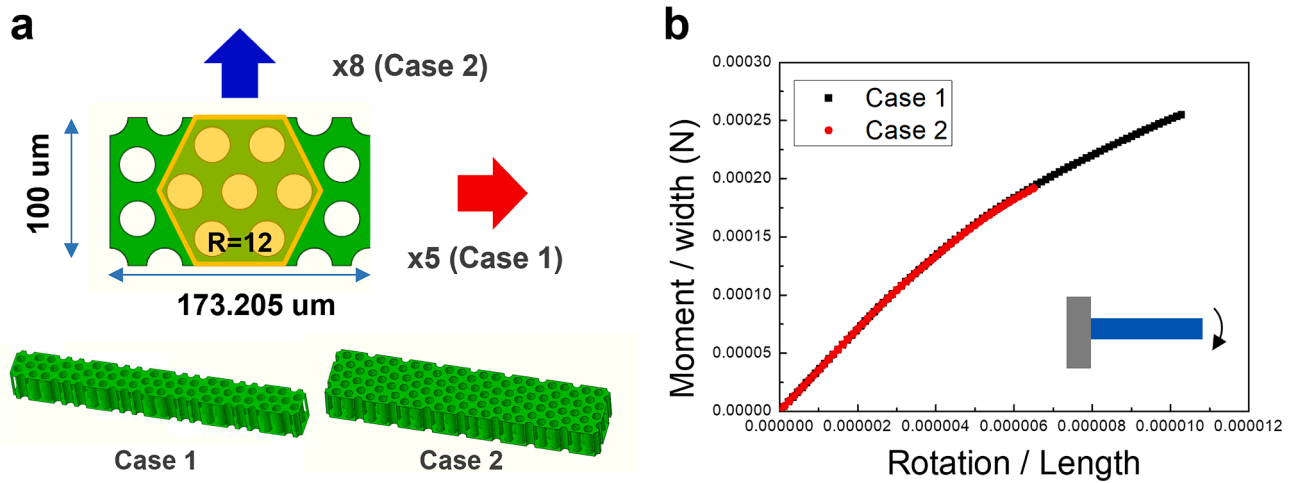 a
x8 (Case 2)
100 um
R=12
x5 (Case 1)
173.205 um
Case 1
Case 2
b
Moment / width (N)
0.00030
0.00025
0.00020
0.00015
0.00010
0.00005
0.00000
Case 1
Case 2
0.000000 0.000002 0.000004 0.000006 0.000008 0.000010 0.000012
Rotation / Length